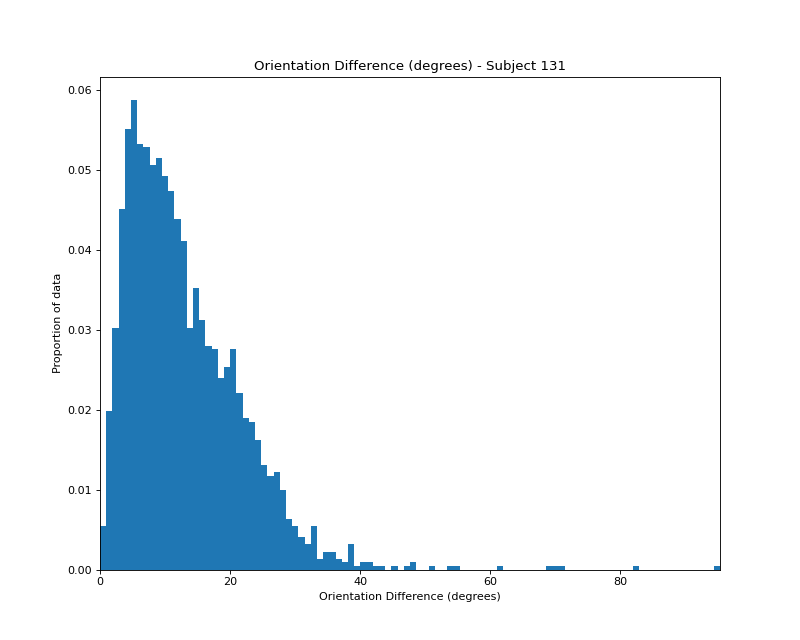 Orientation Difference (degrees) - Subject 131
0.06
0.05
0.04
0.03
0.02
0.01
0.00
Proportion of data
0 20 40 60 80
Orientation Difference (degrees)